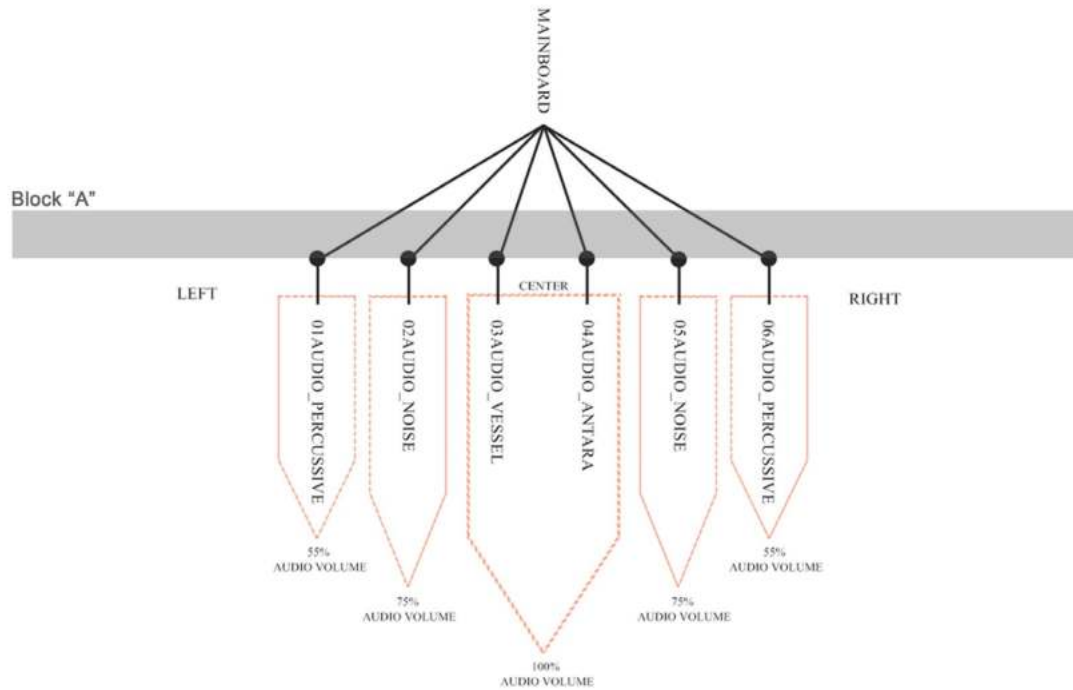 MAINBOARD
Block "A"
LEFT
CENTER
RIGHT
01AUDIO_PERCUSSIVE
02AUDIO_NOISE
03AUDIO_VESSEL
04AUDIO_ANTARA
05AUDIO_NOISE
06AUDIO_PERCUSSIVE
55%
AUDIO VOLUME
75%
AUDIO VOLUME
100%
AUDIO VOLUME
75%
AUDIO VOLUME
55%
AUDIO VOLUME